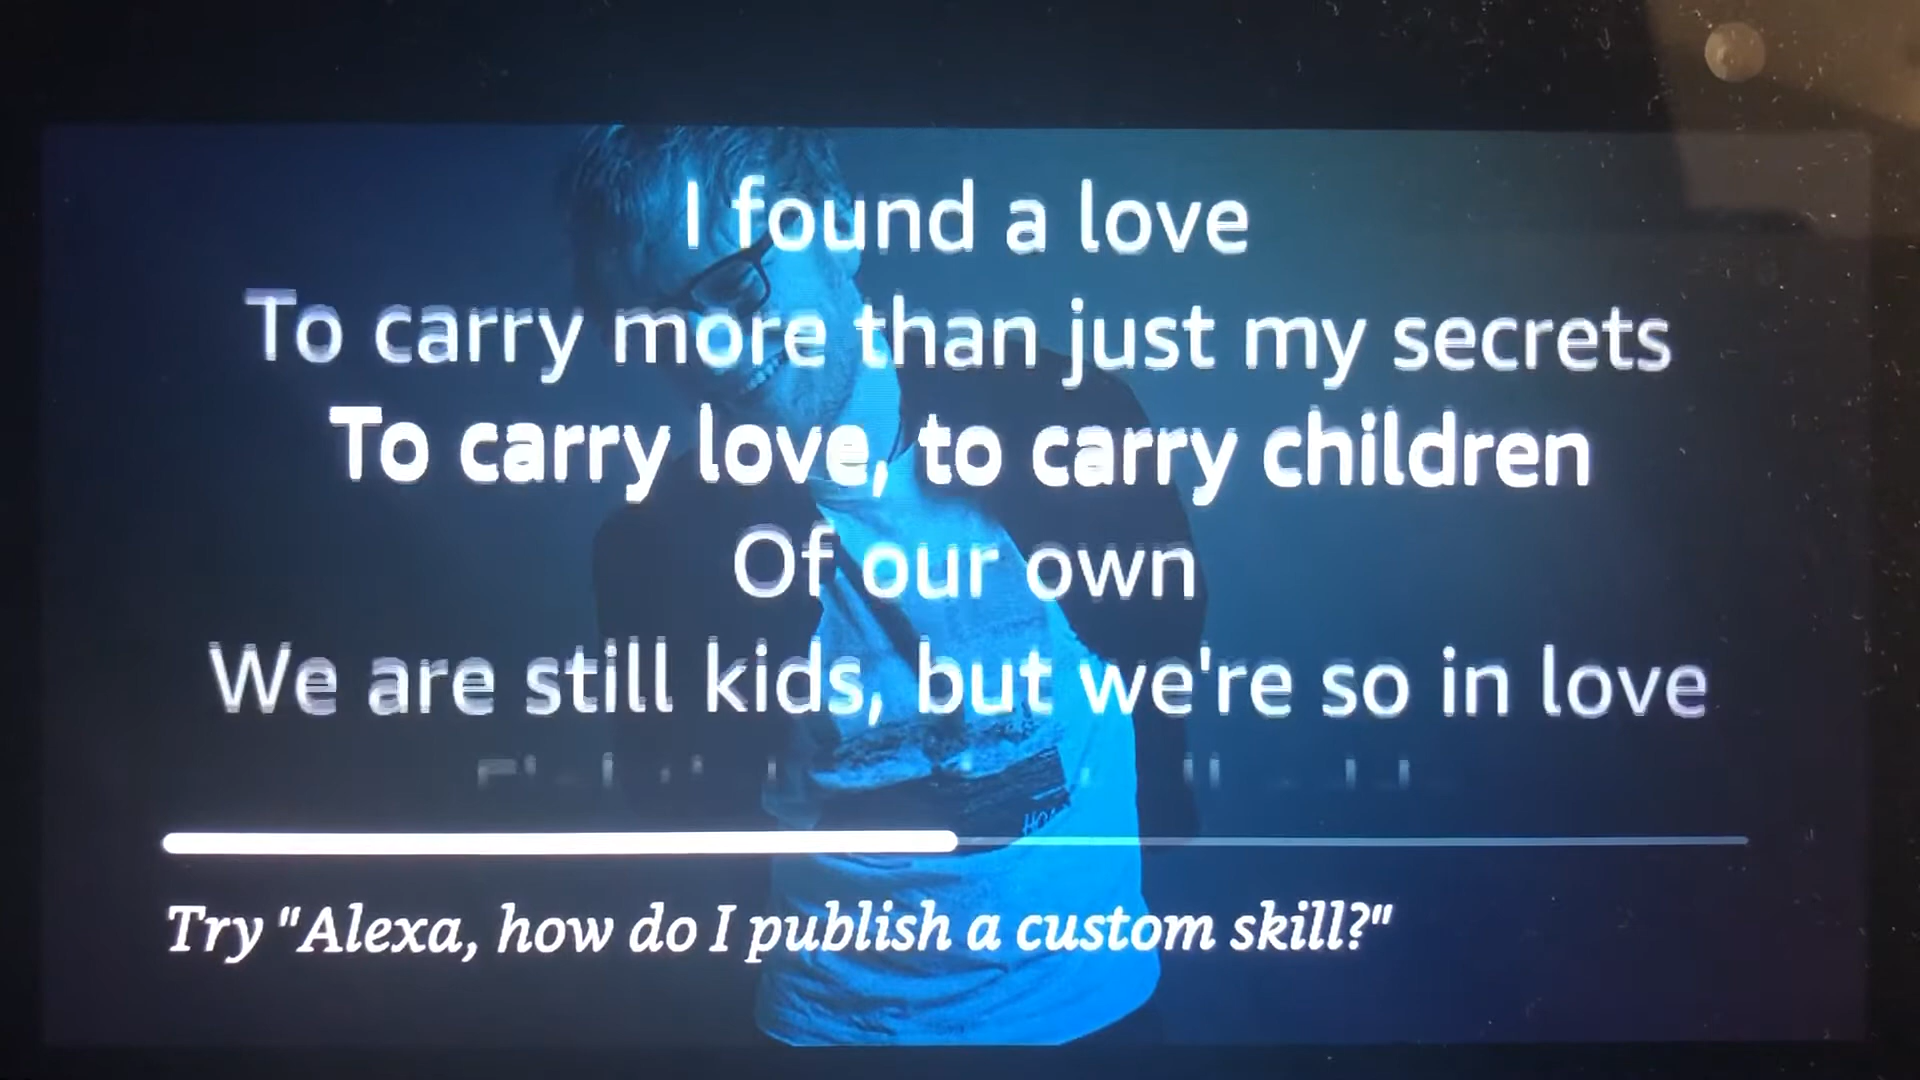 I found a love
To carry more than just my secrets
To carry love, to carry children
Of our own
We are still kids, but we're so in love
Try "Alexa, how do I publish a custom skill?"